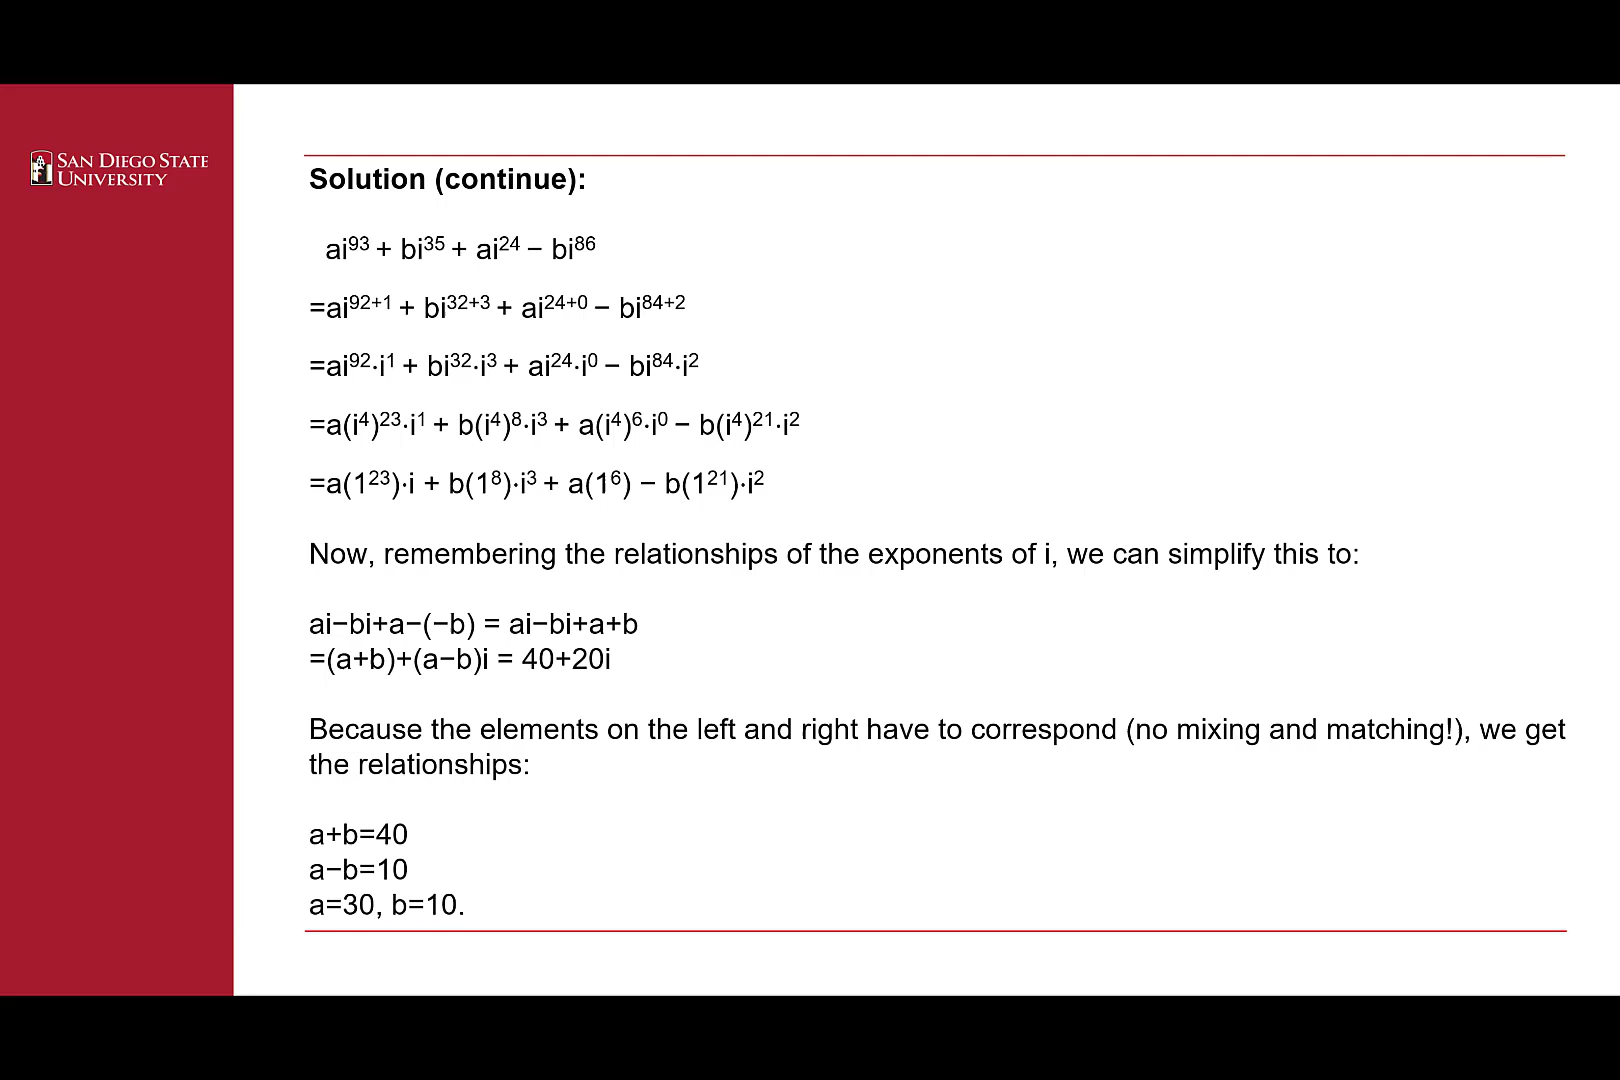 SAN DIEGO STATE
UNIVERSITY
Solution (continue):
ai⁹³ + bi³⁵ + ai²⁴ − bi⁸⁶
=ai⁹²⁺¹ + bi³²⁺³ + ai²⁴⁺⁰ − bi⁸⁴⁺²
=ai⁹²·i¹ + bi³²·i³ + ai²⁴·i⁰ − bi⁸⁴·i²
=a(i⁴)²³·i¹ + b(i⁴)⁸·i³ + a(i⁴)⁶·i⁰ − b(i⁴)²¹·i²
=a(1²³)·i + b(1⁸)·i³ + a(1⁶) − b(1²¹)·i²
Now, remembering the relationships of the exponents of i, we can simplify this to:
ai−bi+a−(−b) = ai−bi+a+b
=(a+b)+(a−b)i = 40+20i
Because the elements on the left and right have to correspond (no mixing and matching!), we get
the relationships:
a+b=40
a−b=10
a=30, b=10.